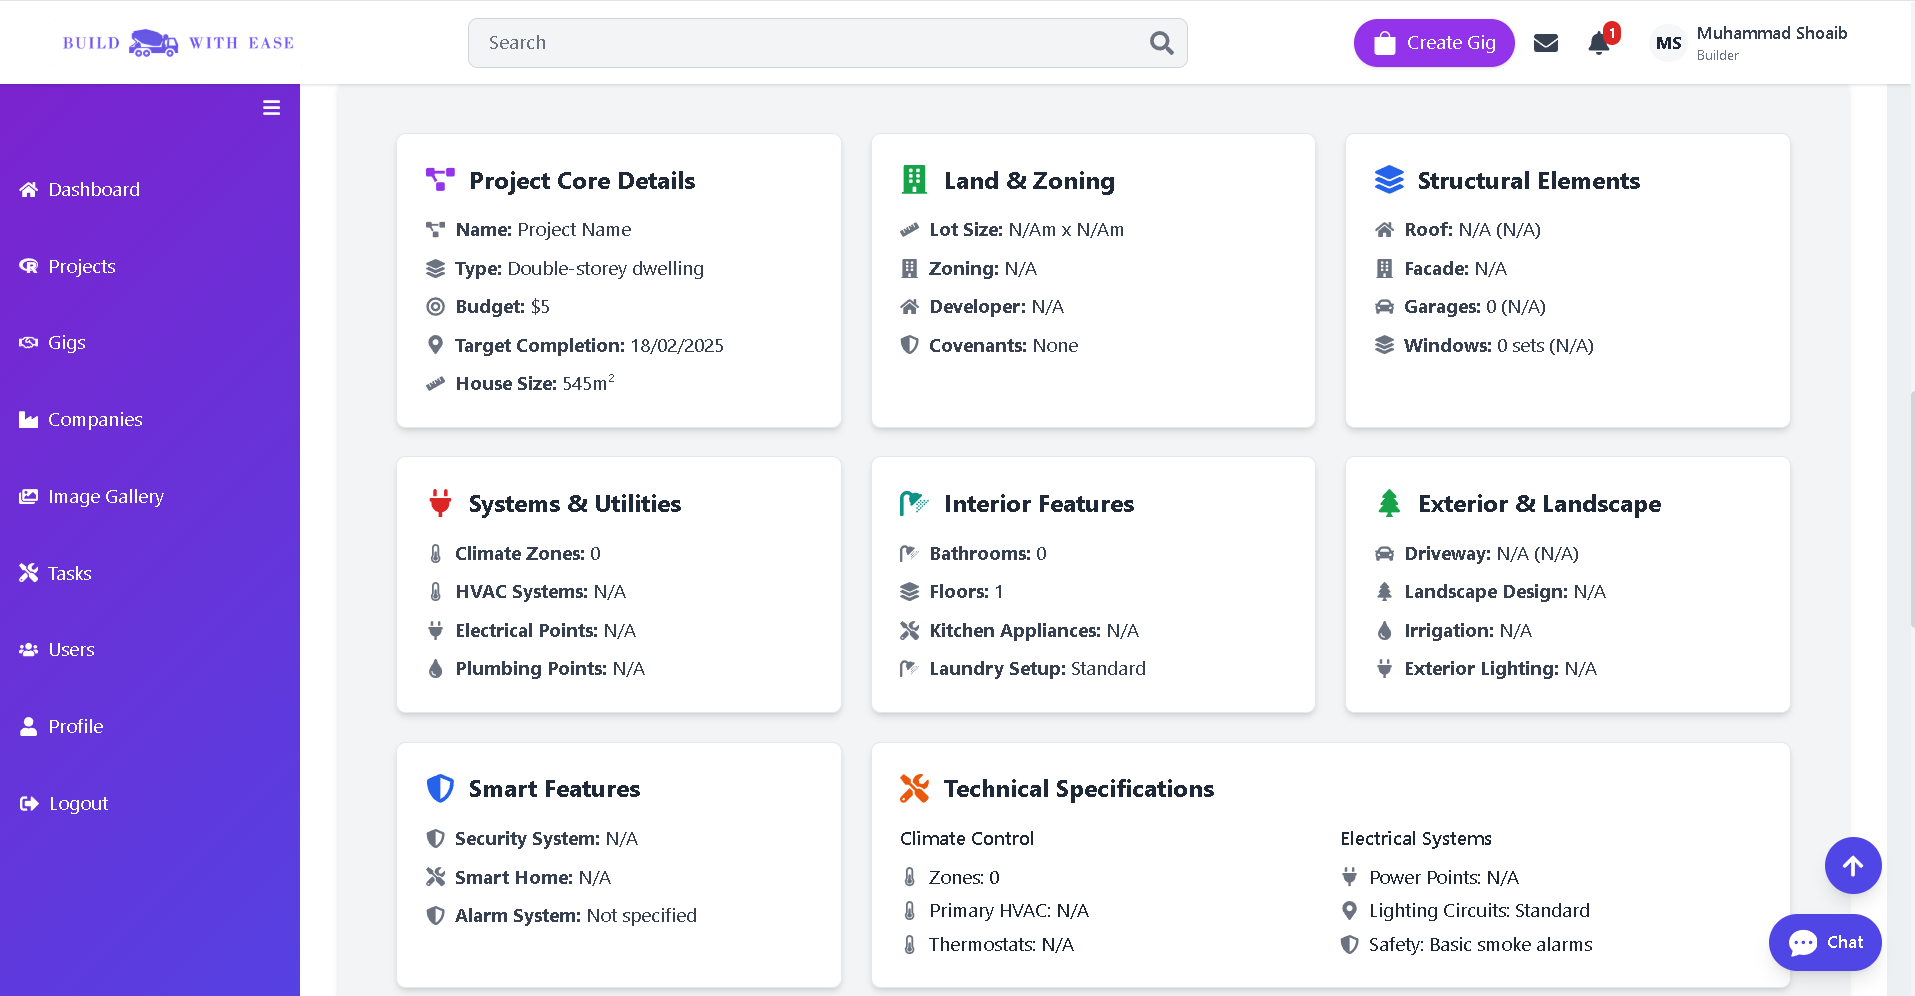 BUILD WITH EASE
Search
Create Gig
1
MS
Muhammad Shoaib
Builder
Dashboard
Projects
Gigs
Companies
Image Gallery
Tasks
Users
Profile
Logout
Project Core Details
Name: Project Name
Type: Double-storey dwelling
Budget: $5
Target Completion: 18/02/2025
House Size: 545m²
Land & Zoning
Lot Size: N/Am x N/Am
Zoning: N/A
Developer: N/A
Covenants: None
Structural Elements
Roof: N/A (N/A)
Facade: N/A
Garages: 0 (N/A)
Windows: 0 sets (N/A)
Systems & Utilities
Climate Zones: 0
HVAC Systems: N/A
Electrical Points: N/A
Plumbing Points: N/A
Interior Features
Bathrooms: 0
Floors: 1
Kitchen Appliances: N/A
Laundry Setup: Standard
Exterior & Landscape
Driveway: N/A (N/A)
Landscape Design: N/A
Irrigation: N/A
Exterior Lighting: N/A
Smart Features
Security System: N/A
Smart Home: N/A
Alarm System: Not specified
Technical Specifications
Climate Control
Zones: 0
Primary HVAC: N/A
Thermostats: N/A
Electrical Systems
Power Points: N/A
Lighting Circuits: Standard
Safety: Basic smoke alarms
Chat